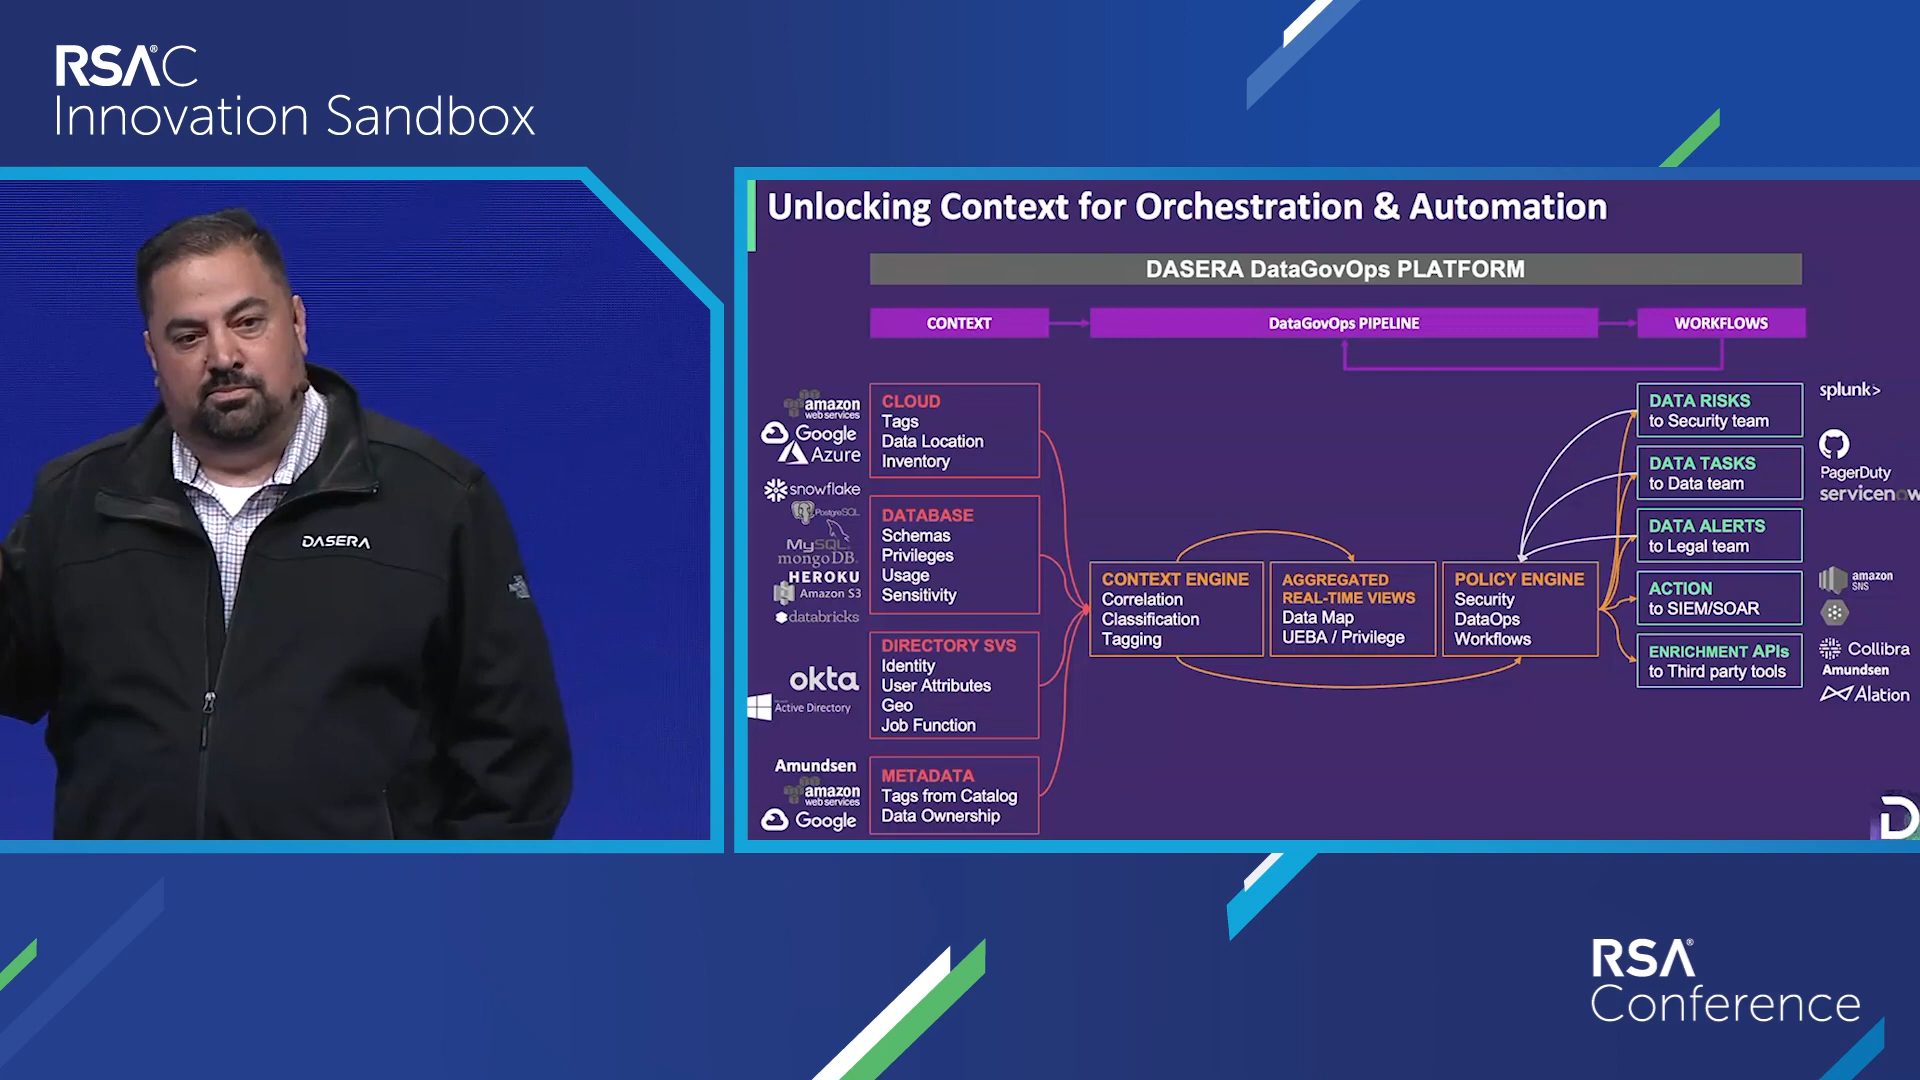 RSAC
Innovation Sandbox
DASERA
Unlocking Context for Orchestration & Automation
DASERA DataGovOps PLATFORM
CONTEXT
DataGovOps PIPELINE
WORKFLOWS
amazon
web services
Google
Azure
CLOUD
Tags
Data Location
Inventory
snowflake
PostgreSQL
MySQL
mongoDB
HEROKU
Amazon S3
databricks
DATABASE
Schemas
Privileges
Usage
Sensitivity
okta
Active Directory
DIRECTORY SVS
Identity
User Attributes
Geo
Job Function
Amundsen
amazon
web services
Google
METADATA
Tags from Catalog
Data Ownership
CONTEXT ENGINE
Correlation
Classification
Tagging
AGGREGATED
REAL-TIME VIEWS
Data Map
UEBA / Privilege
POLICY ENGINE
Security
DataOps
Workflows
DATA RISKS
to Security team
DATA TASKS
to Data team
DATA ALERTS
to Legal team
ACTION
to SIEM/SOAR
ENRICHMENT APIs
to Third party tools
splunk>
PagerDuty
servicenow
amazon
SNS
Collibra
Amundsen
Alation
D
RSA
Conference